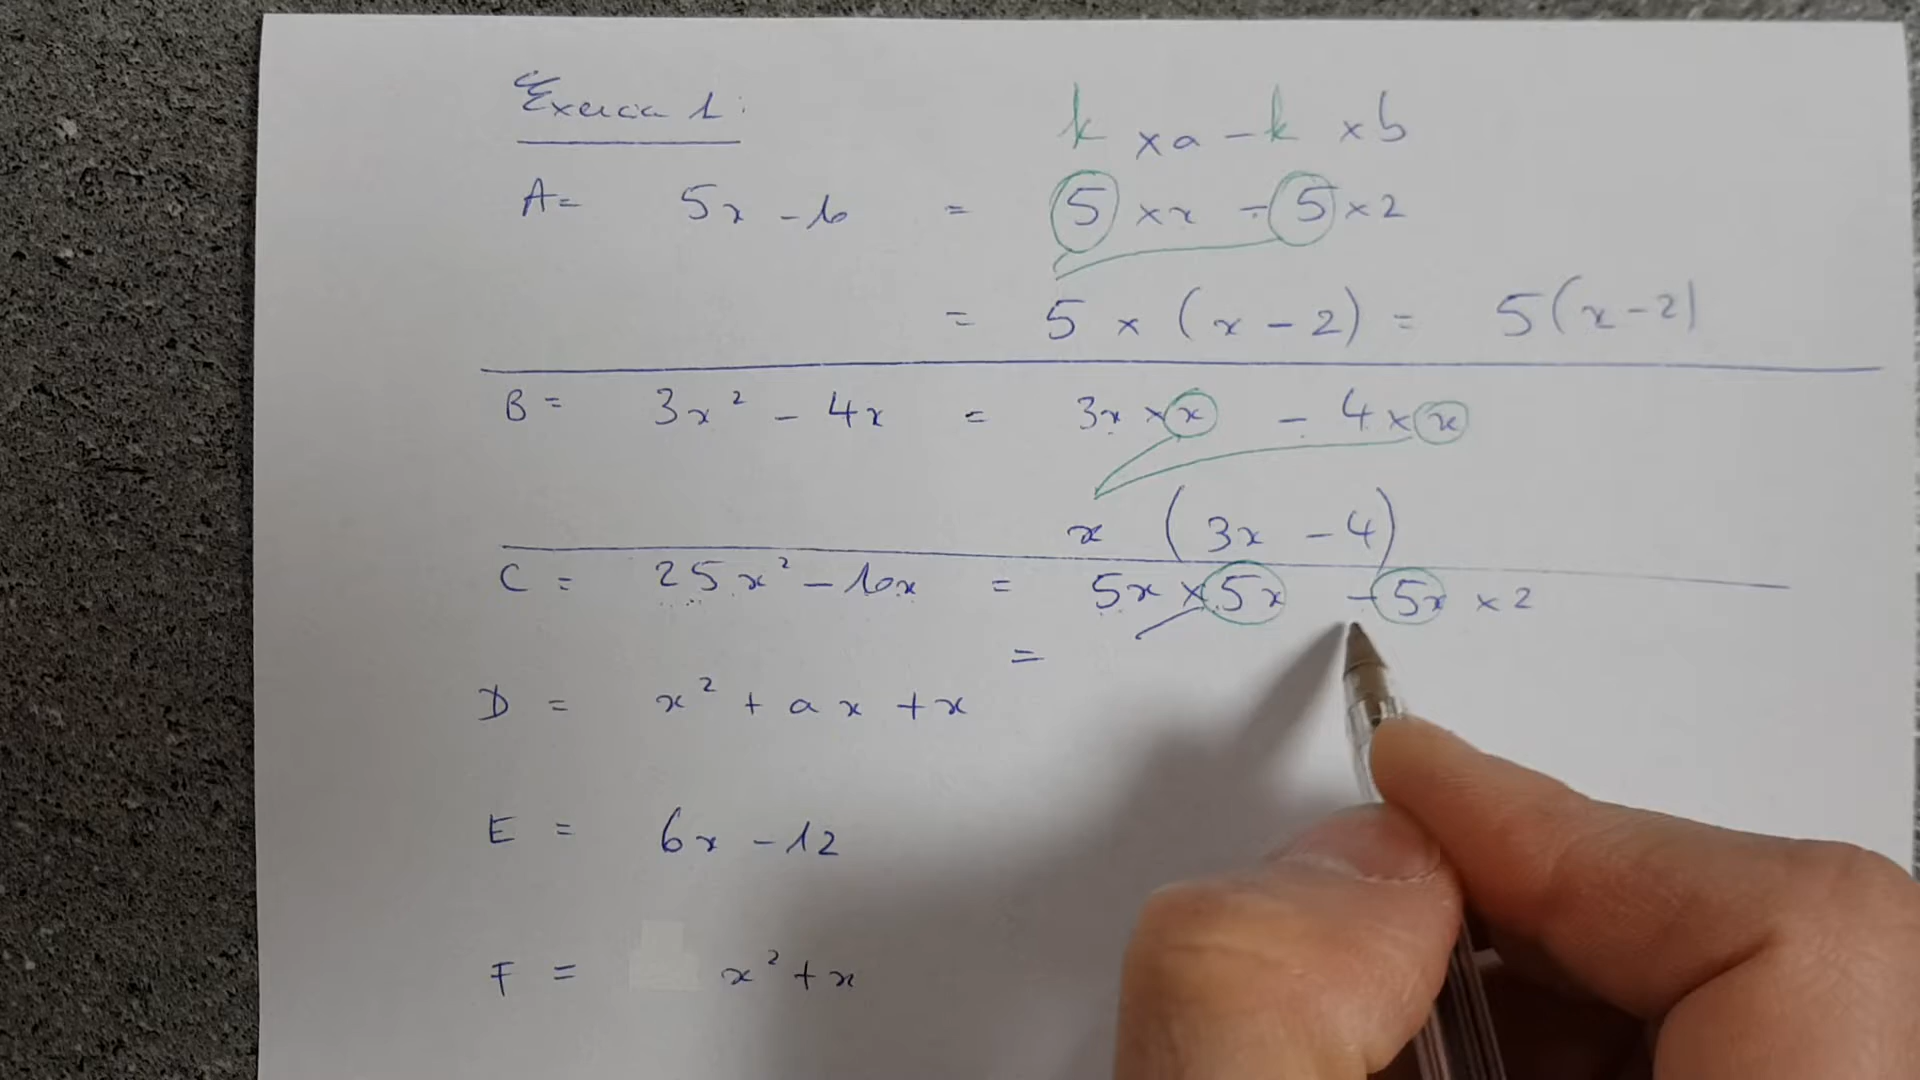 Exercice 1:
k × a - k × b
A = 5x - 10 = 5 × x - 5 × 2
= 5 × (x - 2) = 5(x - 2)
B = 3x² - 4x = 3x × x - 4 × x
x (3x - 4)
C = 25x² - 10x = 5x × 5x - 5x × 2
=
D = x² + ax + x
E = 6x - 12
F = x² + x